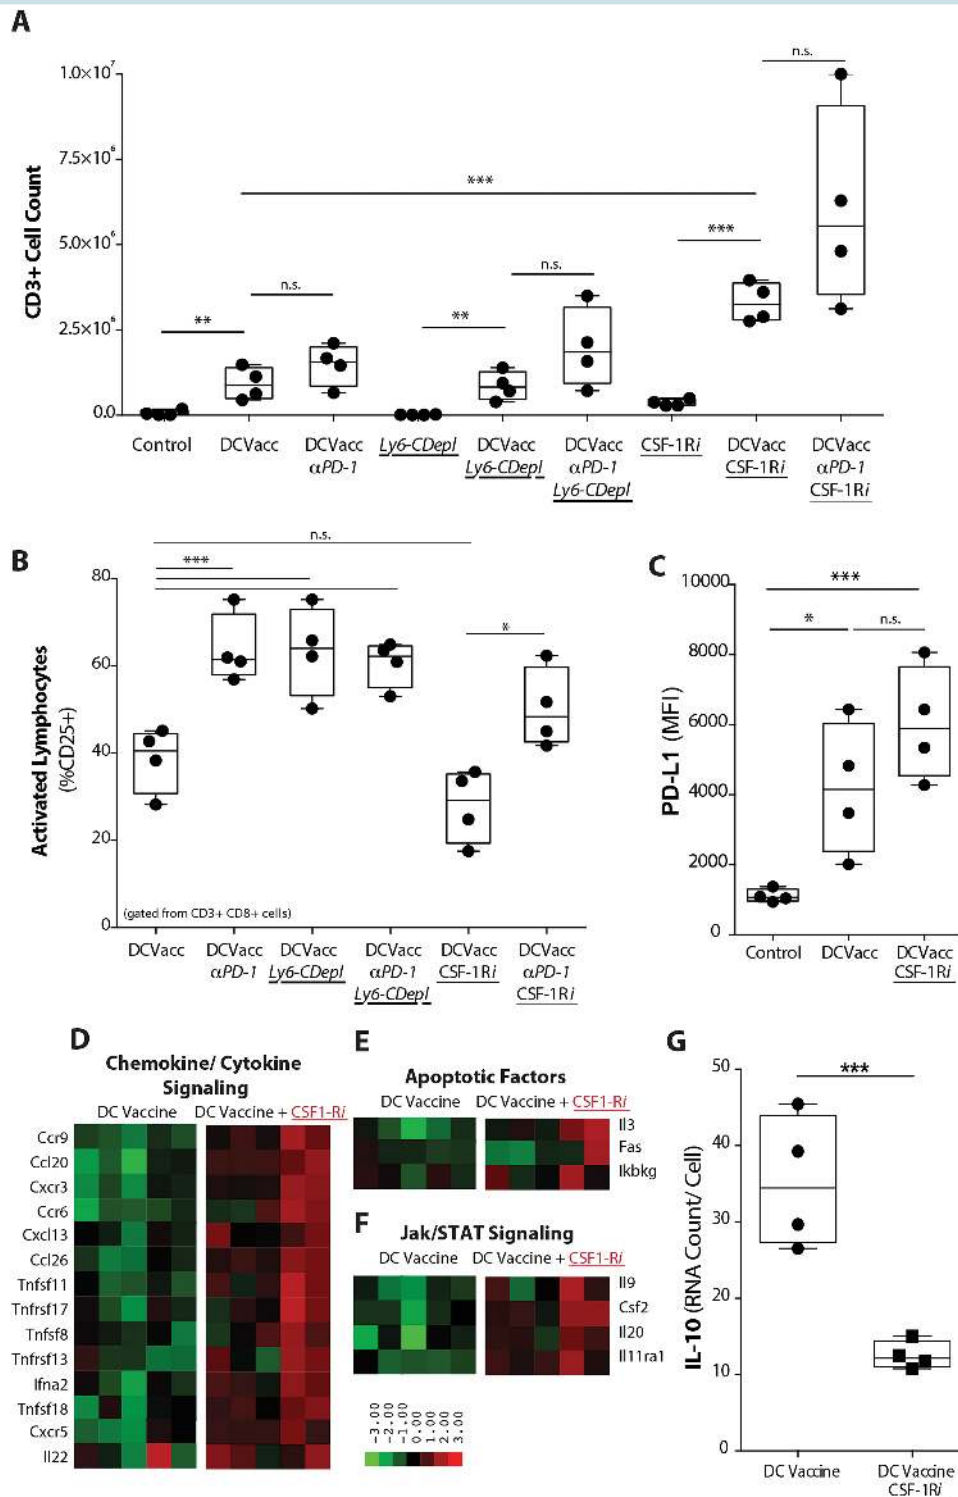 A
n.s.
1.0×10⁷
7.5×10⁶
***
***
5.0×10⁶
n.s.
n.s.
**
**
2.5×10⁶
0.0
CD3+ Cell Count
Control DCVacc DCVacc Ly6-CDepl DCVacc DCVacc CSF-1Ri DCVacc DCVacc
αPD-1 Ly6-CDepl αPD-1 CSF-1Ri αPD-1
Ly6-CDepl CSF-1Ri
B
n.s.
***
*
80
60
40
20
0
Activated Lymphocytes
(%CD25+)
(gated from CD3+ CD8+ cells)
DCVacc DCVacc DCVacc DCVacc DCVacc DCVacc
αPD-1 Ly6-CDepl αPD-1 CSF-1Ri αPD-1
Ly6-CDepl CSF-1Ri
C
***
*
n.s.
10000
8000
6000
4000
2000
0
PD-L1 (MFI)
Control DCVacc DCVacc
CSF-1Ri
D
Chemokine/ Cytokine
Signaling
DC Vaccine DC Vaccine + CSF1-Ri
Ccr9
Ccl20
Cxcr3
Ccr6
Cxcl13
Ccl26
Tnfsf11
Tnfrsf17
Tnfsf8
Tnfrsf13
Ifna2
Tnfsf18
Cxcr5
Il22
E
Apoptotic Factors
DC Vaccine DC Vaccine + CSF1-Ri
Il3
Fas
Ikbkg
F
Jak/STAT Signaling
DC Vaccine DC Vaccine + CSF1-Ri
Il9
Csf2
Il20
Il11ra1
-3.00
-2.00
-1.00
0.00
1.00
2.00
3.00
G
***
50
40
30
20
10
0
IL-10 (RNA Count/ Cell)
DC Vaccine DC Vaccine
CSF-1Ri